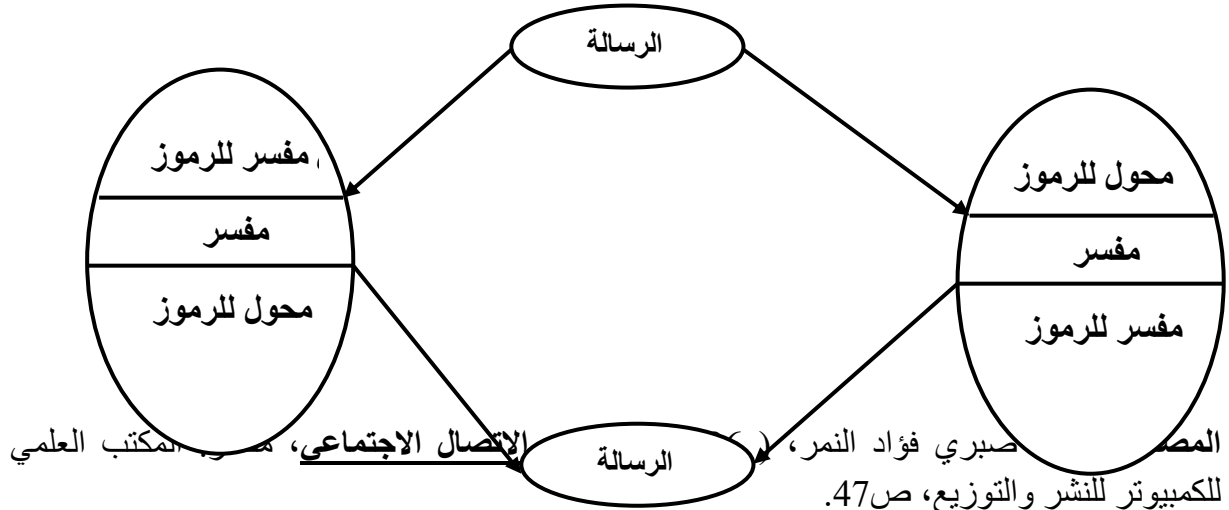 الرسالة
محول للرموز
مفسر
مفسر للرموز
مفسر للرموز
مفسر
محول للرموز
الرسالة
صبري فؤاد النمر، الاتصال الاجتماعي، المكتب العلمي
للكمبيوتر للنشر والتوزيع، ص47.